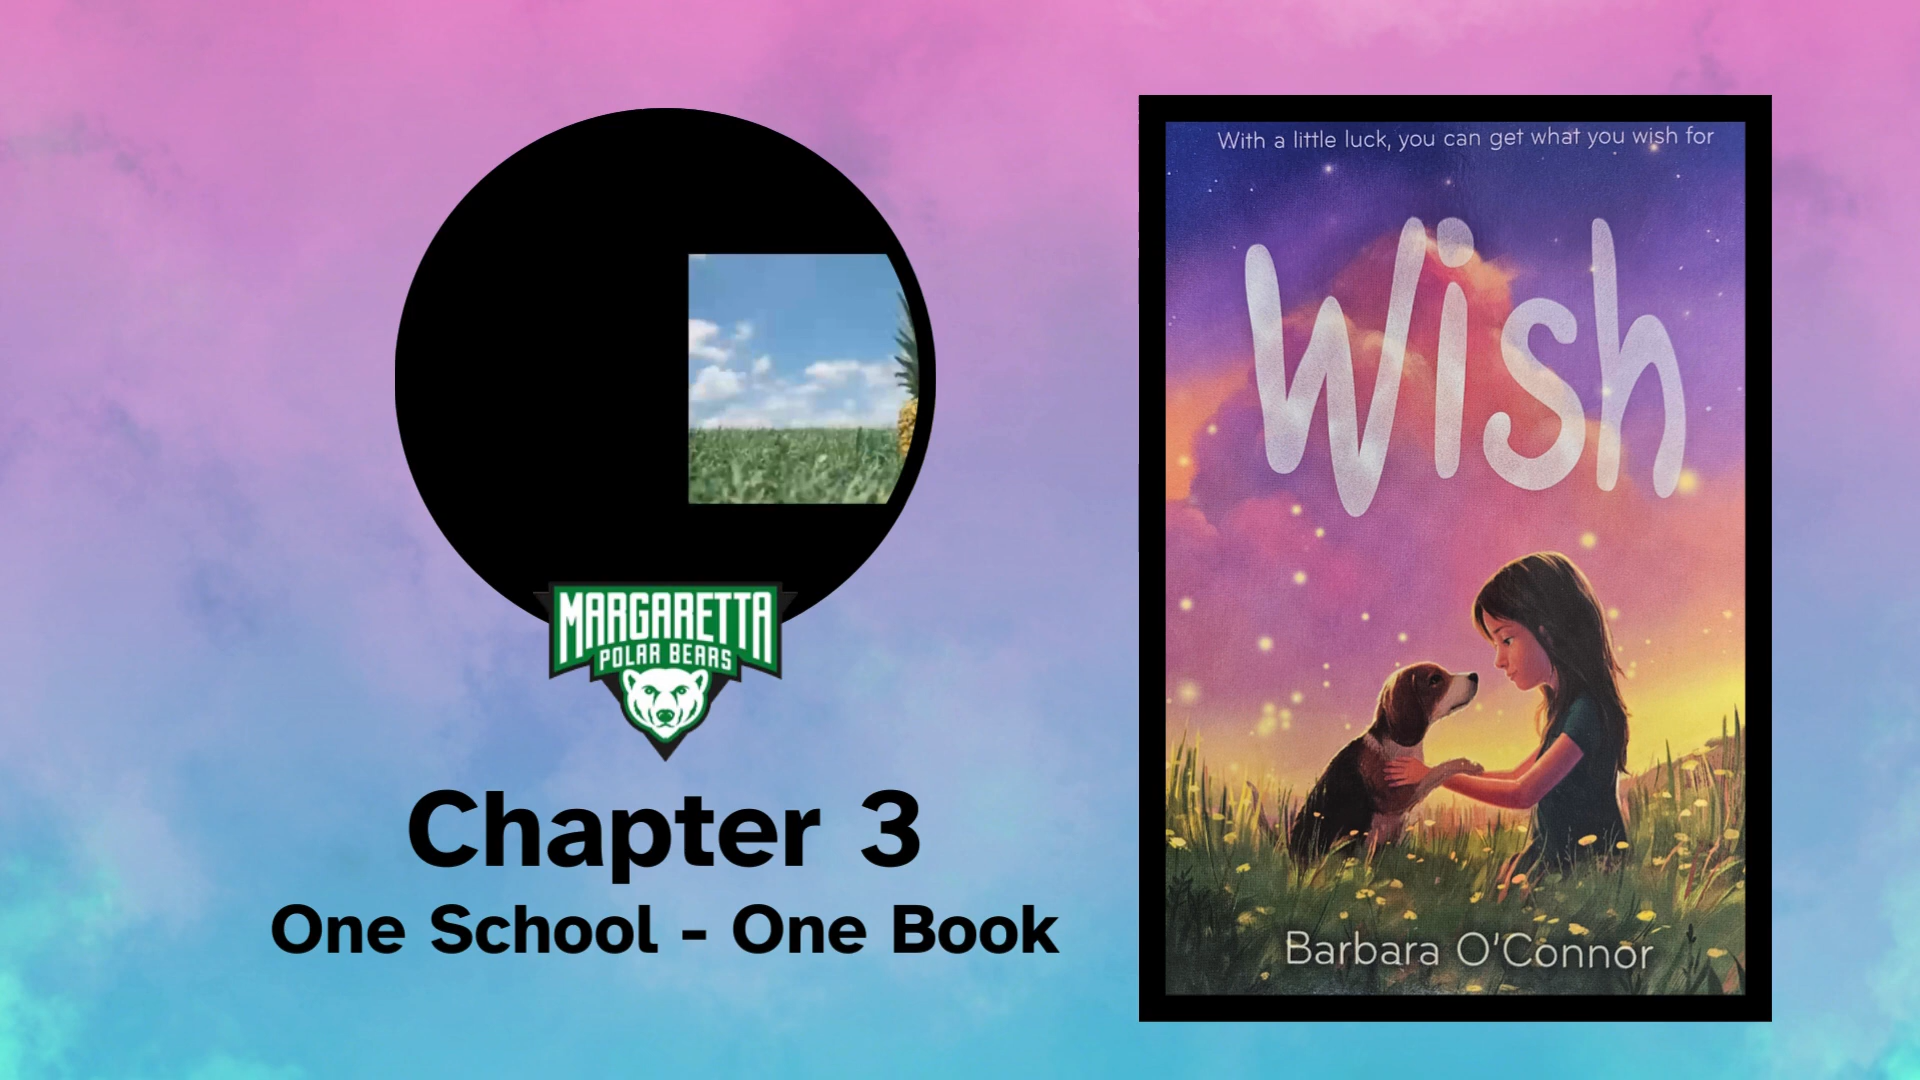 MARGARETTA
POLAR BEARS
Chapter 3
One School - One Book
With a little luck, you can get what you wish for
Wish
Barbara O'Connor